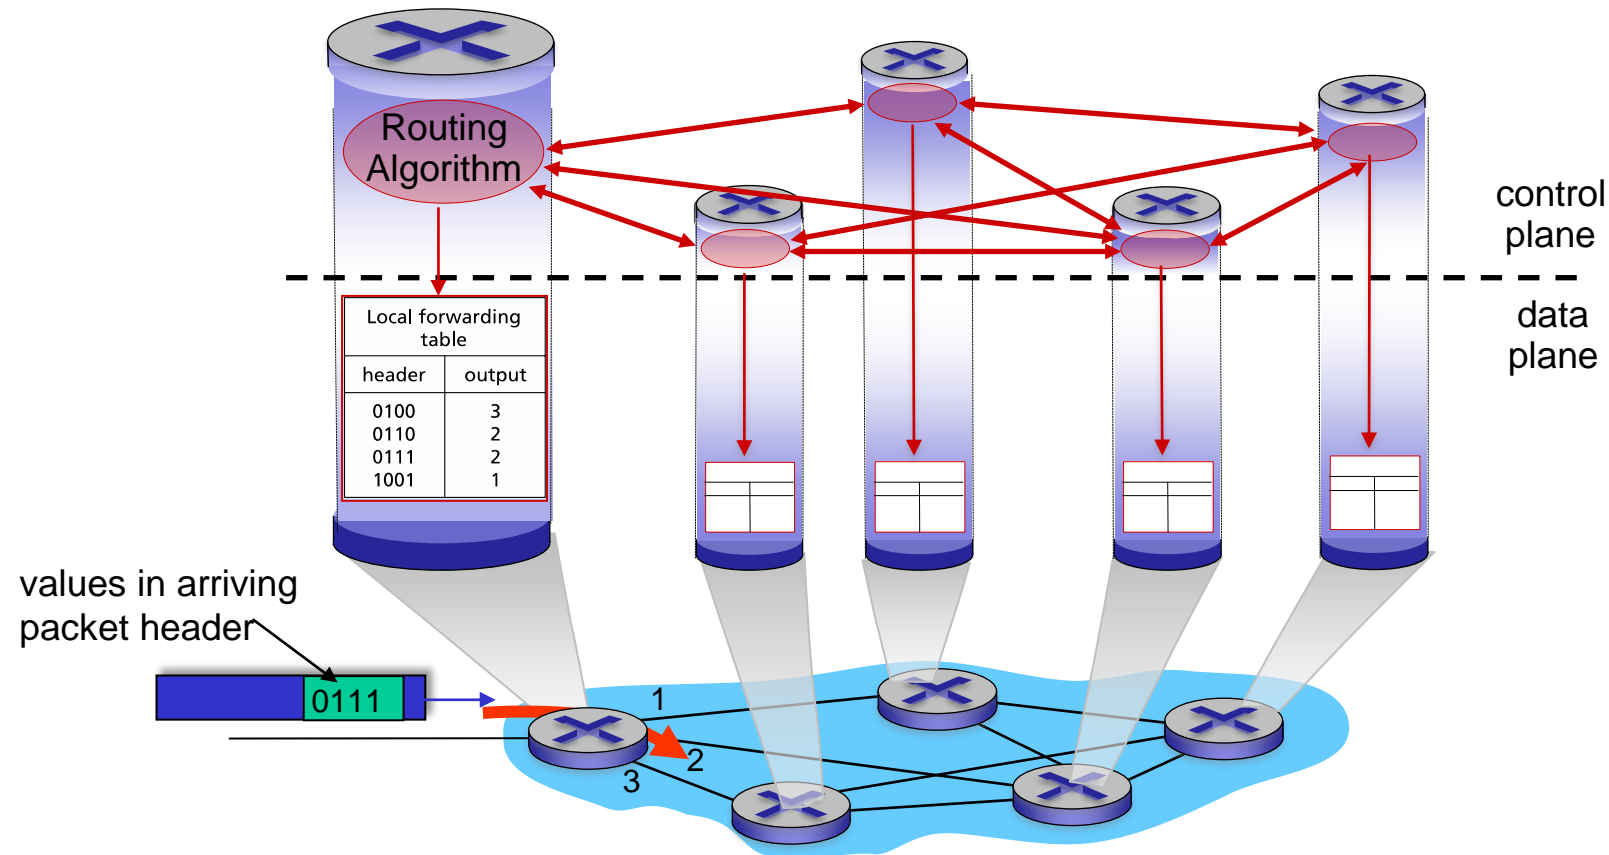 Routing
Algorithm
control
plane
data
plane
Local forwarding
table
header output
0100 3
0110 2
0111 2
1001 1
values in arriving
packet header
0111
1
2
3